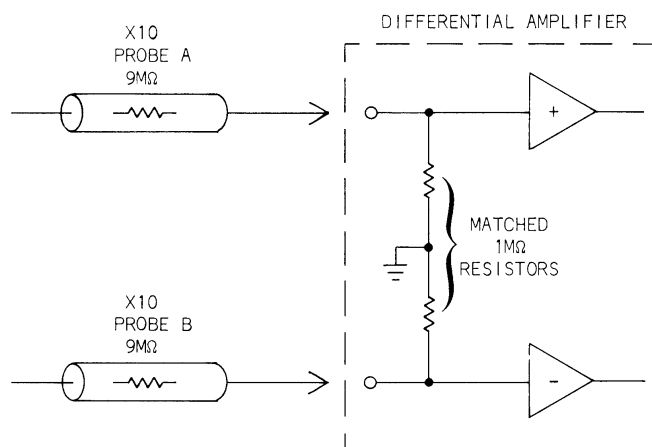 DIFFERENTIAL AMPLIFIER
X10
PROBE A
9MΩ
+
MATCHED
1MΩ
RESISTORS
X10
PROBE B
9MΩ
-